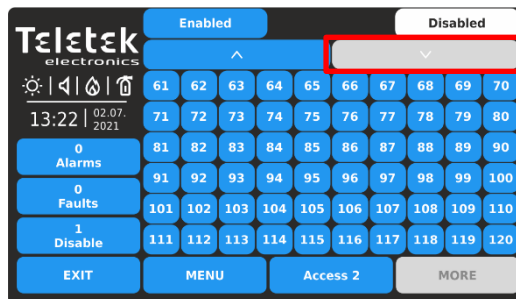 Teletek
electronics
13:22 02.07.
2021
0
Alarms
0
Faults
1
Disable
EXIT
Enabled Disabled
61 62 63 64 65 66 67 68 69 70
71 72 73 74 75 76 77 78 79 80
81 82 83 84 85 86 87 88 89 90
91 92 93 94 95 96 97 98 99 100
101 102 103 104 105 106 107 108 109 110
111 112 113 114 115 116 117 118 119 120
MENU Access 2 MORE